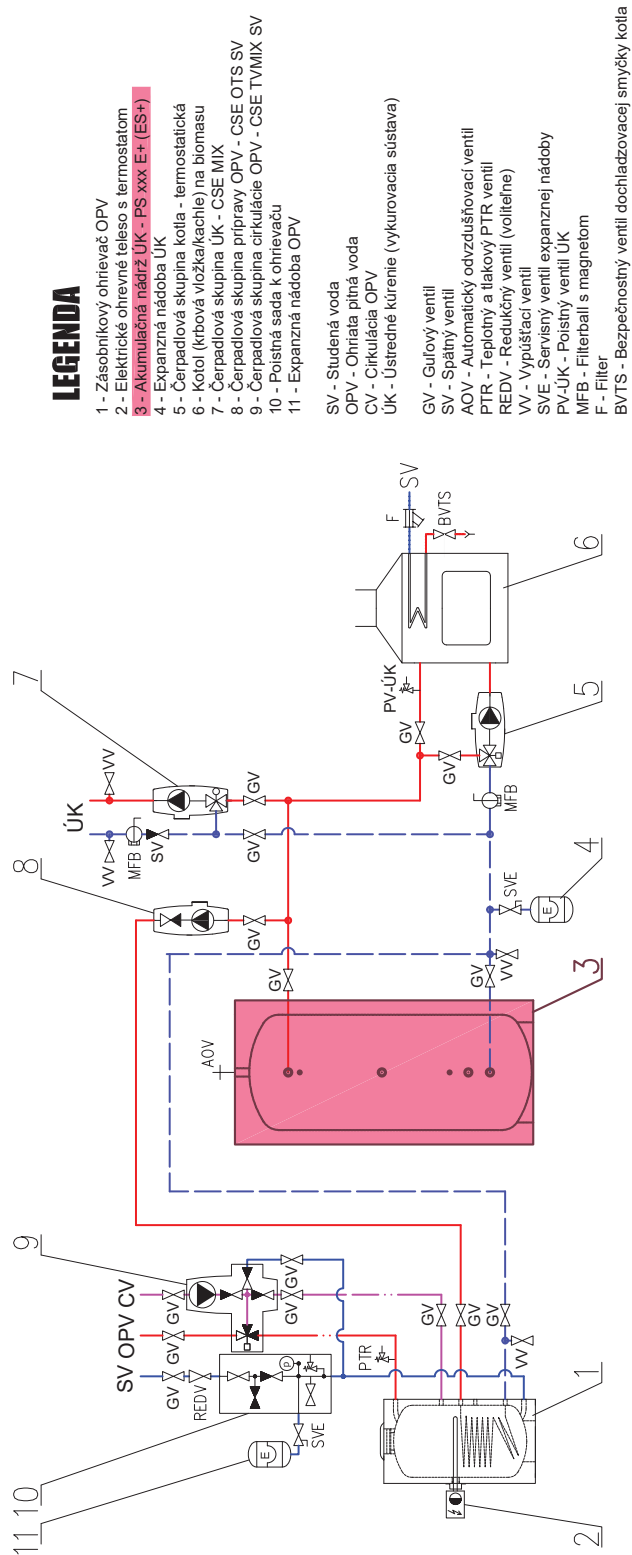 LEGENDA
1 - Zásobníkový ohrievač OPV
2 - Elektrické ohrevné teleso s termostatom
3 - Akumulačná nádrž ÚK - PS xxx E+ (ES+)
4 - Expanzná nádoba ÚK
5 - Čerpadlová skupina kotla - termostatická
6 - Kotol (krbová vložka/kachle) na biomasu
7 - Čerpadlová skupina ÚK - CSE MIX
8 - Čerpadlová skupina prípravy OPV - CSE OTS SV
9 - Čerpadlová skupina cirkulácie OPV - CSE TVMIX SV
10 - Poistná sada k ohrievaču
11 - Expanzná nádoba OPV
SV - Studená voda
OPV - Ohriata pitná voda
CV - Cirkulácia OPV
ÚK - Ústredné kúrenie (vykurovacia sústava)
GV - Guľový ventil
SV - Spätný ventil
AOV - Automatický odvzdušňovací ventil
PTR - Teplotný a tlakový PTR ventil
REDV - Redukčný ventil (voliteľne)
VV - Vypúšťací ventil
SVE - Servisný ventil expanznej nádoby
PV-ÚK - Poistný ventil ÚK
MFB - Filterball s magnetom
F - Filter
BVTS - Bezpečnostný ventil dochladzovacej smyčky kotla
11
10
9
8
7
SV OPV CV
ÚK
VV
VV
MFB
SV
GV
GV
GV
REDV
P
SVE
E
GV
GV
GV
GV
GV
GV
PV-ÚK
GV
GV
F
SV
BVTS
AOV
PTR
GV
GV
GV
VV
GV
VV
SVE
E
MFB
1
2
3
4
5
6